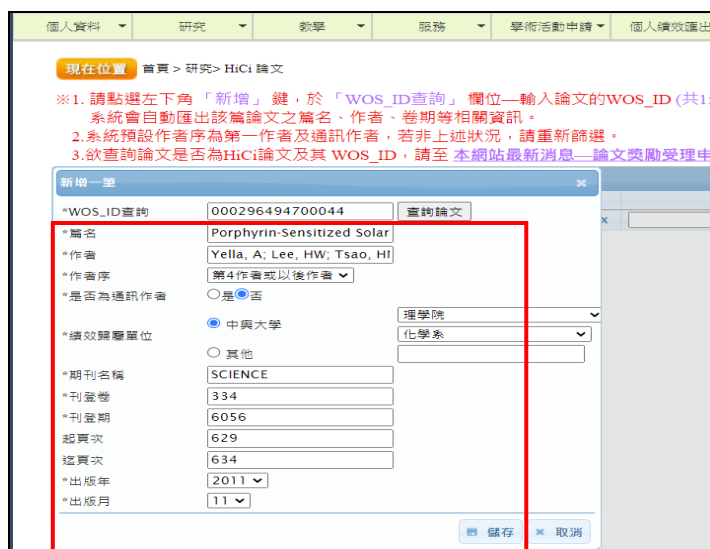 個人資料 研究 教學 服務 學術活動申請 個人績效匯出
現在位置 首頁 > 研究> HiCi 論文
※1. 請點選左下角「新增」鍵，於「WOS_ID查詢」欄位—輸入論文的WOS_ID (共1
系統會自動匯出該篇論文之篇名、作者、卷期等相關資訊。
2.系統預設作者序為第一作者及通訊作者，若非上述狀況，請重新篩選。
3.欲查詢論文是否為HiCi論文及其 WOS_ID，請至 本網站最新消息—論文獎勵受理申
新增一筆
*WOS_ID查詢 000296494700044 查詢論文
*篇名 Porphyrin-Sensitized Solar
*作者 Yella, A; Lee, HW; Tsao, H
*作者序 第4作者或以後作者
*是否為通訊作者 是 否
理學院
*績效歸屬單位 中興大學 化學系
其他
*期刊名稱 SCIENCE
*刊登卷 334
*刊登期 6056
起頁次 629
迄頁次 634
*出版年 2011
*出版月 11
儲存 取消